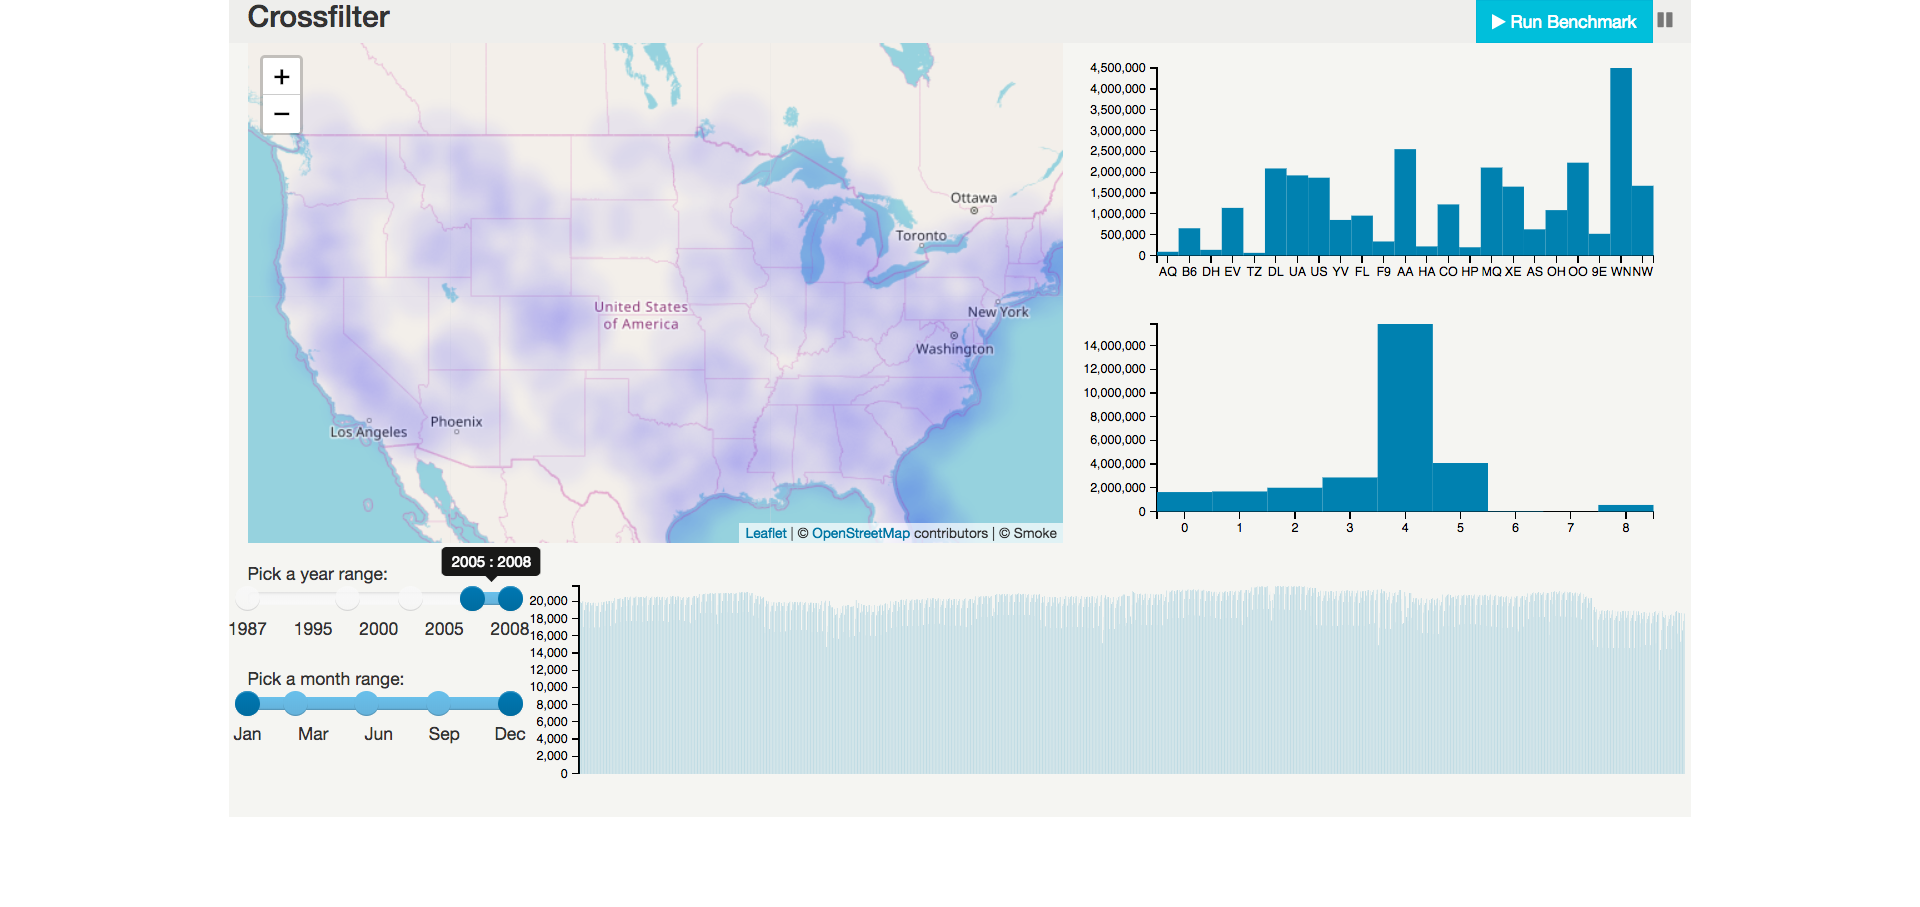 Crossfilter
Run Benchmark
+
−
Ottawa
Toronto
United States
of America
New York
Washington
Los Angeles
Phoenix
Leaflet | © OpenStreetMap contributors | © Smoke
4,500,000
4,000,000
3,500,000
3,000,000
2,500,000
2,000,000
1,500,000
1,000,000
500,000
0
AQ B6 DH EV TZ DL UA US YV FL F9 AA HA CO HP MQ XE AS OH OO 9E WN NW
14,000,000
12,000,000
10,000,000
8,000,000
6,000,000
4,000,000
2,000,000
0
0 1 2 3 4 5 6 7 8
2005 : 2008
Pick a year range:
1987 1995 2000 2005 2008
Pick a month range:
Jan Mar Jun Sep Dec
20,000
18,000
16,000
14,000
12,000
10,000
8,000
6,000
4,000
2,000
0